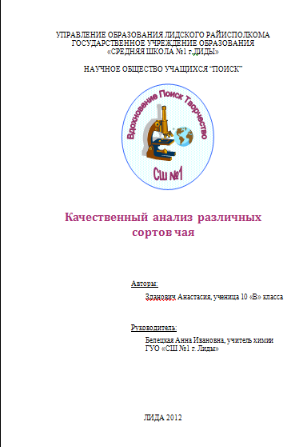 УПРАВЛЕНИЕ ОБРАЗОВАНИЯ ЛИДСКОГО РАЙИСПОЛКОМА
ГОСУДАРСТВЕННОЕ УЧРЕЖДЕНИЕ ОБРАЗОВАНИЯ
«СРЕДНЯЯ ШКОЛА №1 г.ЛИДЫ»
НАУЧНОЕ ОБЩЕСТВО УЧАЩИХСЯ "ПОИСК"
Вдохновение Поиск Творчество
СШ №1
Качественный анализ различных
сортов чая
Авторы:
Зданович Анастасия, ученица 10 «В» класса
Руководитель:
Белецкая Анна Ивановна, учитель химии
ГУО «СШ №1 г. Лиды»
ЛИДА 2012